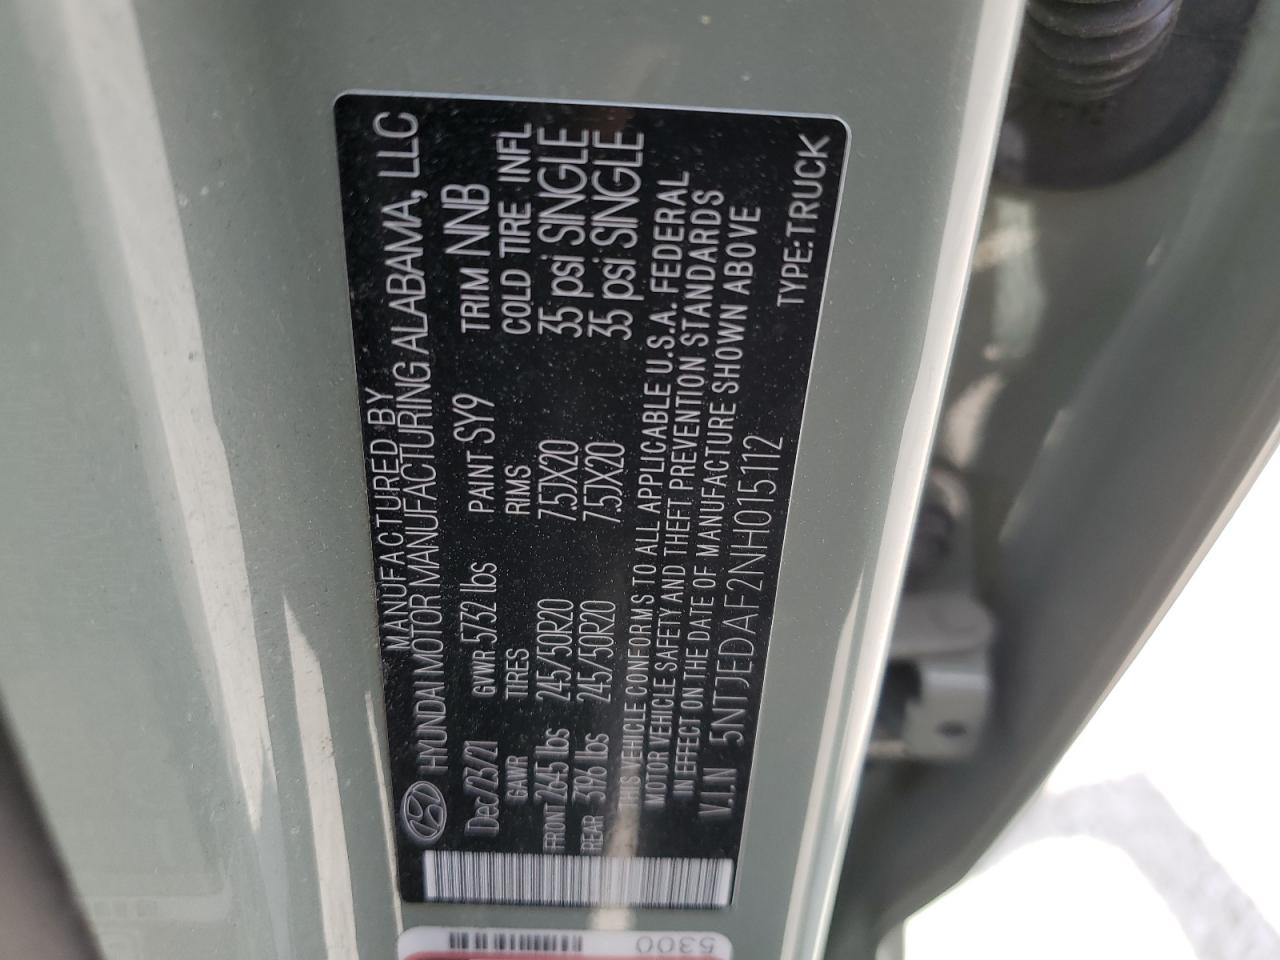 MANUFACTURED BY
HYUNDAI MOTOR MANUFACTURING ALABAMA, LLC
Dec/23/21 GVWR 5732 lbs PAINT SY9 TRIM NNB
GAWR TIRES RIMS COLD TIRE INFL
FRONT 2645 lbs 245/50R20 7.5JX20 35 psi SINGLE
REAR 3196 lbs 245/50R20 7.5JX20 35 psi SINGLE
THIS VEHICLE CONFORMS TO ALL APPLICABLE U.S.A. FEDERAL
MOTOR VEHICLE SAFETY AND THEFT PREVENTION STANDARDS
IN EFFECT ON THE DATE OF MANUFACTURE SHOWN ABOVE
V.I.N 5NTJEDAF2NH015112 TYPE:TRUCK
5300